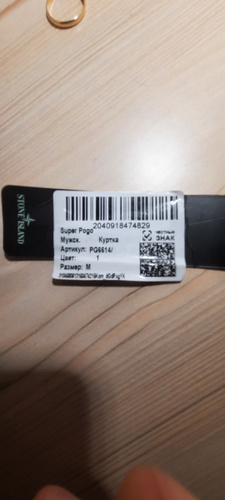 STONE ISLAND
2040918474829
Super Pogo
Мужск. Куртка
Артикул: PG6614/
Цвет: 1
Размер: M
ЧЕСТНЫЙ
ЗНАК